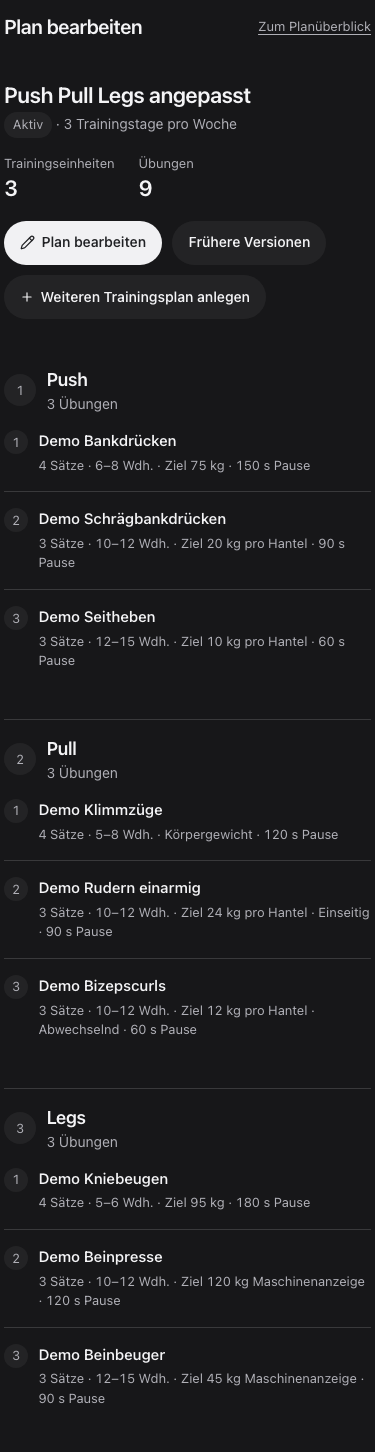 Plan bearbeiten
Zum Planüberblick
Push Pull Legs angepasst
Aktiv · 3 Trainingstage pro Woche
Trainingseinheiten Übungen
3 9
Plan bearbeiten
Frühere Versionen
+ Weiteren Trainingsplan anlegen
1 Push
3 Übungen
1 Demo Bankdrücken
4 Sätze · 6–8 Wdh. · Ziel 75 kg · 150 s Pause
2 Demo Schrägbankdrücken
3 Sätze · 10–12 Wdh. · Ziel 20 kg pro Hantel · 90 s
Pause
3 Demo Seitheben
3 Sätze · 12–15 Wdh. · Ziel 10 kg pro Hantel · 60 s
Pause
2 Pull
3 Übungen
1 Demo Klimmzüge
4 Sätze · 5–8 Wdh. · Körpergewicht · 120 s Pause
2 Demo Rudern einarmig
3 Sätze · 10–12 Wdh. · Ziel 24 kg pro Hantel · Einseitig
· 90 s Pause
3 Demo Bizepscurls
3 Sätze · 10–12 Wdh. · Ziel 12 kg pro Hantel ·
Abwechselnd · 60 s Pause
3 Legs
3 Übungen
1 Demo Kniebeugen
4 Sätze · 5–6 Wdh. · Ziel 95 kg · 180 s Pause
2 Demo Beinpresse
3 Sätze · 10–12 Wdh. · Ziel 120 kg Maschinenanzeige
· 120 s Pause
3 Demo Beinbeuger
3 Sätze · 12–15 Wdh. · Ziel 45 kg Maschinenanzeige ·
90 s Pause